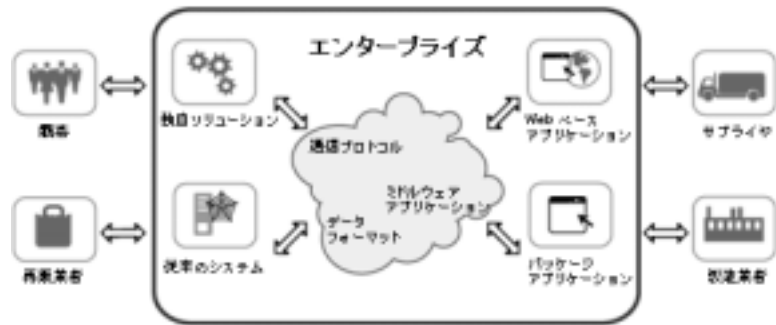 エンタープライズ
顧客
独自ソリューション
Web ベース
アプリケーション
サプライヤ
通信プロトコル
ミドルウェア
アプリケーション
データ
フォーマット
再販業者
従来のシステム
パッケージ
アプリケーション
製造業者